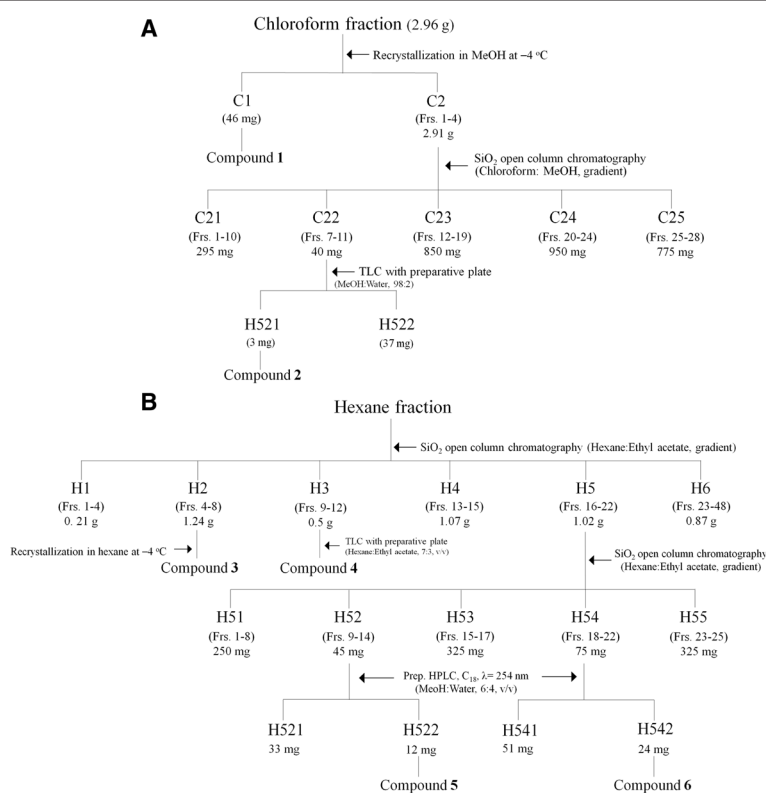 A
Chloroform fraction (2.96 g)
Recrystallization in MeOH at −4 °C
C1 C2
(46 mg) (Frs. 1-4)
2.91 g
Compound 1
SiO2 open column chromatography
(Chloroform: MeOH, gradient)
C21 C22 C23 C24 C25
(Frs. 1-10) (Frs. 7-11) (Frs. 12-19) (Frs. 20-24) (Frs. 25-28)
295 mg 40 mg 850 mg 950 mg 775 mg
TLC with preparative plate
(MeOH:Water, 98:2)
H521 H522
(3 mg) (37 mg)
Compound 2
B
Hexane fraction
SiO2 open column chromatography (Hexane:Ethyl acetate, gradient)
H1 H2 H3 H4 H5 H6
(Frs. 1-4) (Frs. 4-8) (Frs. 9-12) (Frs. 13-15) (Frs. 16-22) (Frs. 23-48)
0. 21 g 1.24 g 0.5 g 1.07 g 1.02 g 0.87 g
Recrystallization in hexane at −4 °C
TLC with preparative plate
(Hexane:Ethyl acetate, 7:3, v/v)
Compound 3 Compound 4
SiO2 open column chromatography
(Hexane:Ethyl acetate, gradient)
H51 H52 H53 H54 H55
(Frs. 1-8) (Frs. 9-14) (Frs. 15-17) (Frs. 18-22) (Frs. 23-25)
250 mg 45 mg 325 mg 75 mg 325 mg
Prep. HPLC, C18, λ= 254 nm
(MeoH:Water, 6:4, v/v)
H521 H522 H541 H542
33 mg 12 mg 51 mg 24 mg
Compound 5 Compound 6